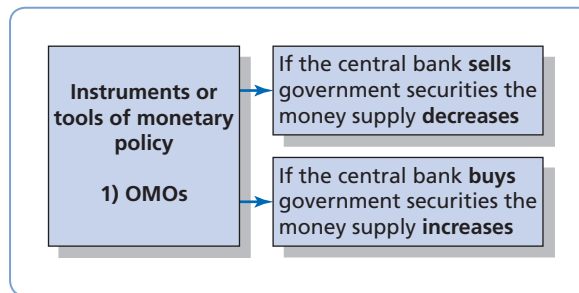 Instruments or
tools of monetary
policy
1) OMOs
If the central bank sells
government securities the
money supply decreases
If the central bank buys
government securities the
money supply increases